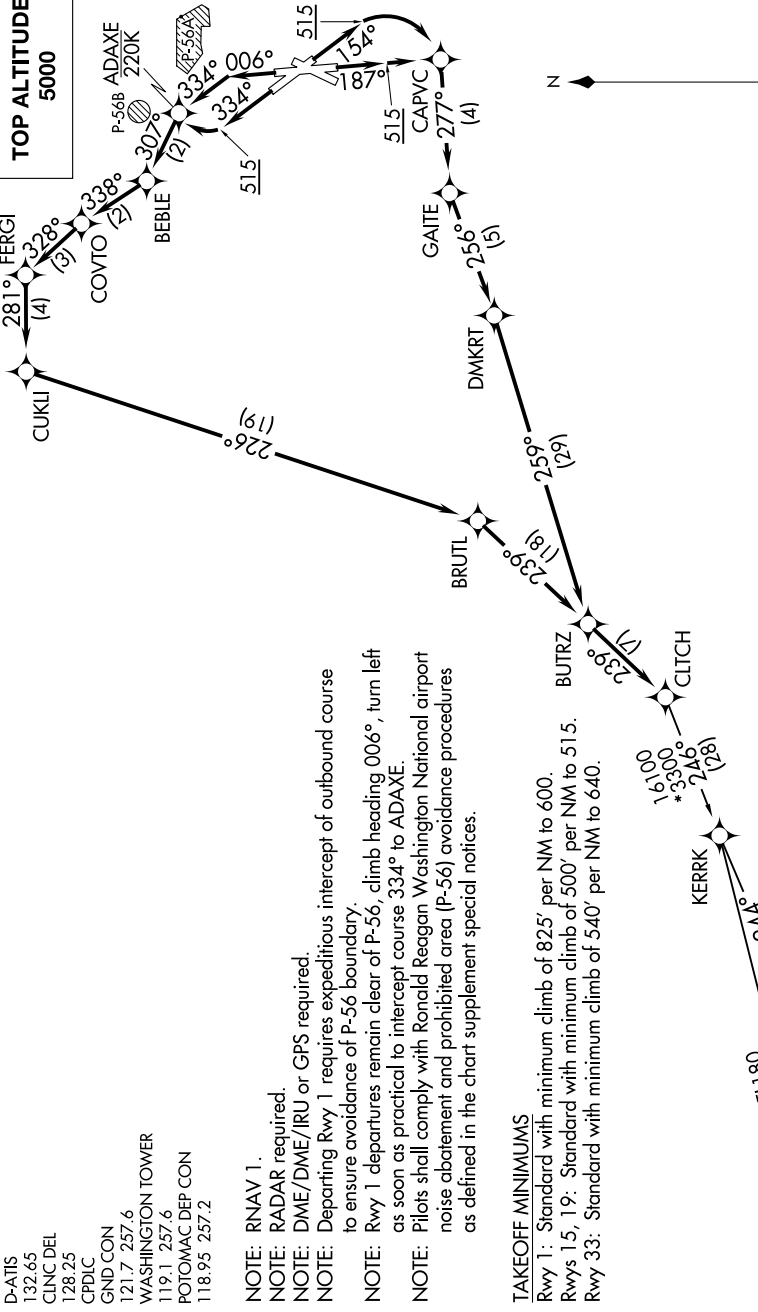 D-ATIS
132.65
CLNC DEL
128.25
CPDLC
GND CON
121.7 257.6
WASHINGTON TOWER
119.1 257.6
POTOMAC DEP CON
118.95 257.2
TOP ALTITUDE
5000
NOTE: RNAV 1.
NOTE: RADAR required.
NOTE: DME/DME/IRU or GPS required.
NOTE: Departing Rwy 1 requires expeditious intercept of outbound course
to ensure avoidance of P-56 boundary.
NOTE: Rwy 1 departures remain clear of P-56, climb heading 006°, turn left
as soon as practical to intercept course 334° to ADAXE.
NOTE: Pilots shall comply with Ronald Reagan Washington National airport
noise abatement and prohibited area (P-56) avoidance procedures
as defined in the chart supplement special notices.
TAKEOFF MINIMUMS
Rwy 1: Standard with minimum climb of 825' per NM to 600.
Rwys 15, 19: Standard with minimum climb of 500' per NM to 515.
Rwy 33: Standard with minimum climb of 540' per NM to 640.
FERGI
281°
(4)
CUKLI
328°
(3)
COVTO
338°
(2)
BEBLE
307°
(2)
P-56B
ADAXE
220K
P-56A
334°
006°
334°
515
515
154°
187°
515
CAPVC
277°
(4)
GAITE
256°
(5)
DMKRT
259°
(29)
226°
(19)
BRUTL
239°
(18)
BUTRZ
239°
(7)
CLTCH
16100
*3300
246°
(28)
KERRK
N